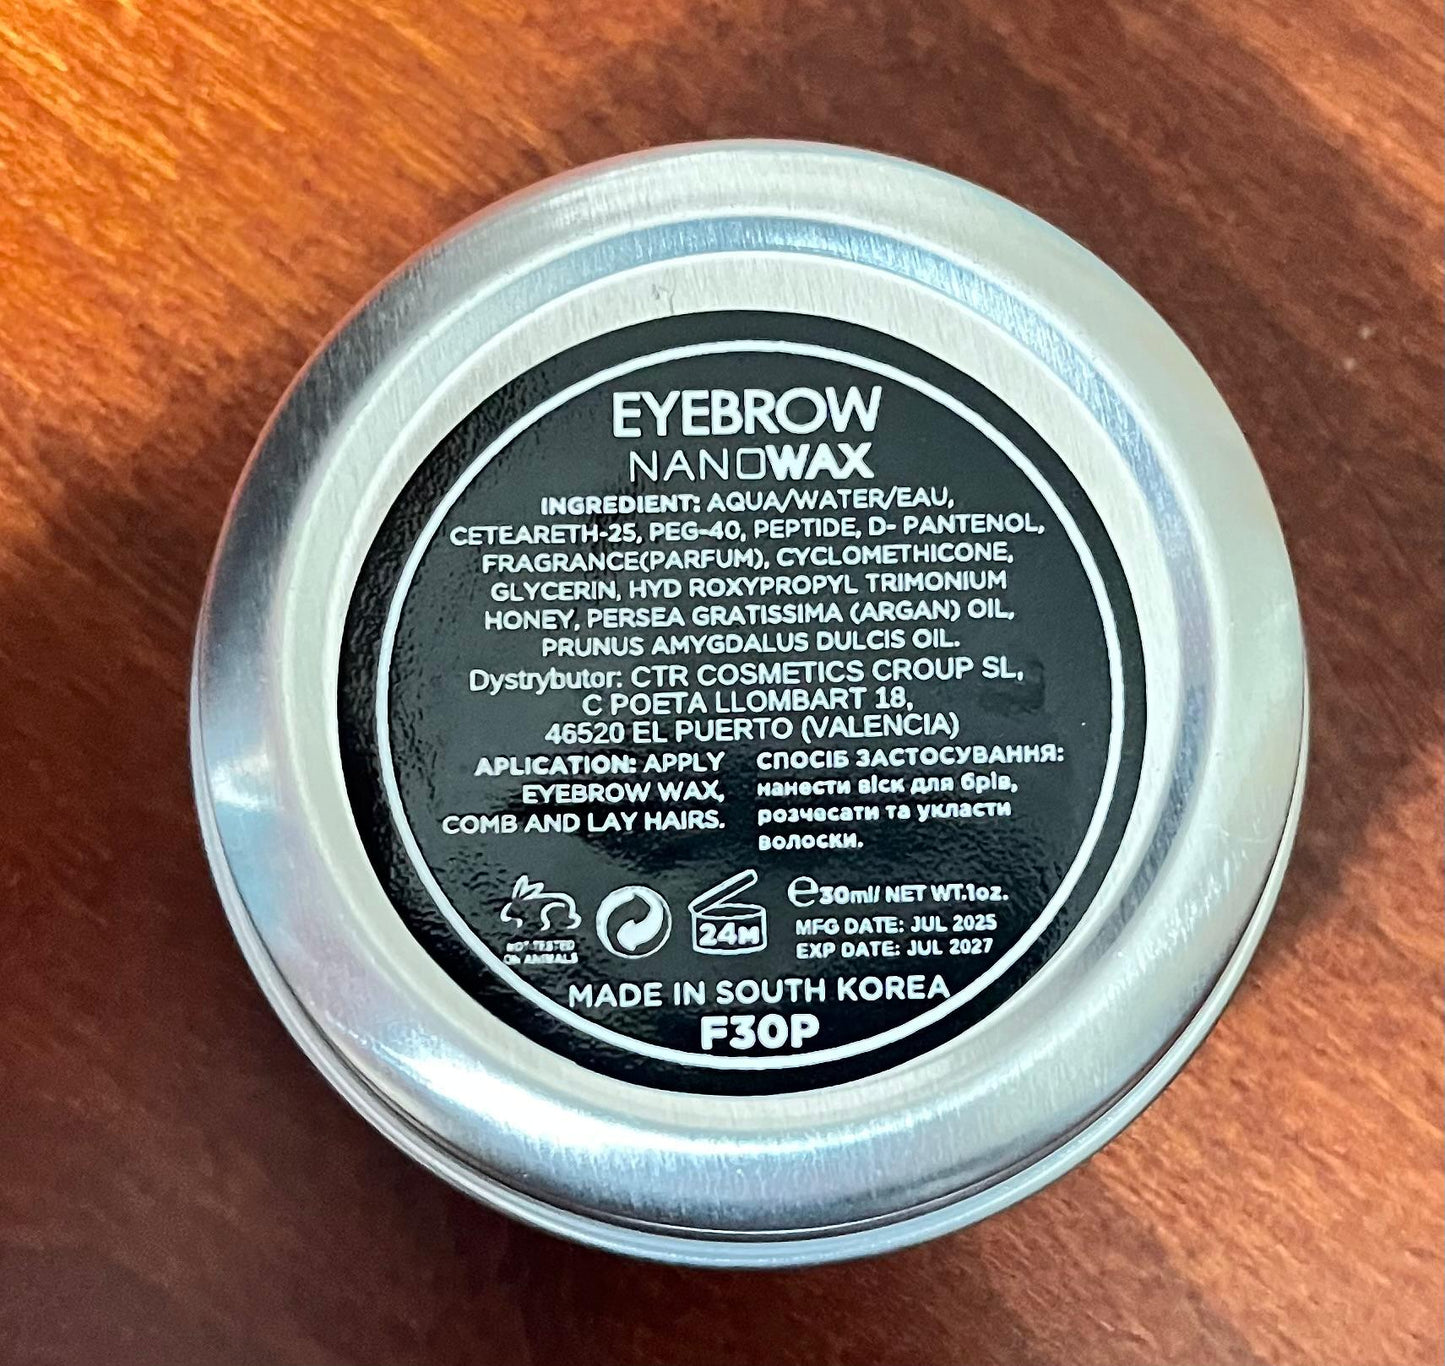 EYEBROW
NANOWAX
INGREDIENT: AQUA/WATER/EAU,
CETEARETH-25, PEG-40, PEPTIDE, D- PANTENOL,
FRAGRANCE(PARFUM), CYCLOMETHICONE,
GLYCERIN, HYD ROXYPROPYL TRIMONIUM
HONEY, PERSEA GRATISSIMA (ARGAN) OIL,
PRUNUS AMYGDALUS DULCIS OIL.
Dystrybutor: CTR COSMETICS CROUP SL,
C POETA LLOMBART 18,
46520 EL PUERTO (VALENCIA)
APLICATION: APPLY
EYEBROW WAX,
COMB AND LAY HAIRS.
СПОСІБ ЗАСТОСУВАННЯ:
нанести віск для брів,
розчесати та укласти
волоски.
NOT TESTED
ON ANIMALS
24M
e30ml/ NET WT.1oz.
MFG DATE: JUL 2025
EXP DATE: JUL 2027
MADE IN SOUTH KOREA
F30P